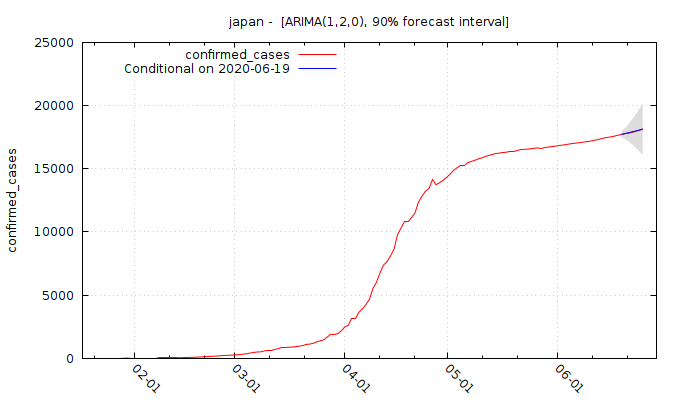 japan -  [ARIMA(1,2,0), 90% forecast interval]
confirmed_cases
Conditional on 2020-06-19
25000
20000
15000
10000
5000
0
confirmed_cases
02-01
03-01
04-01
05-01
06-01